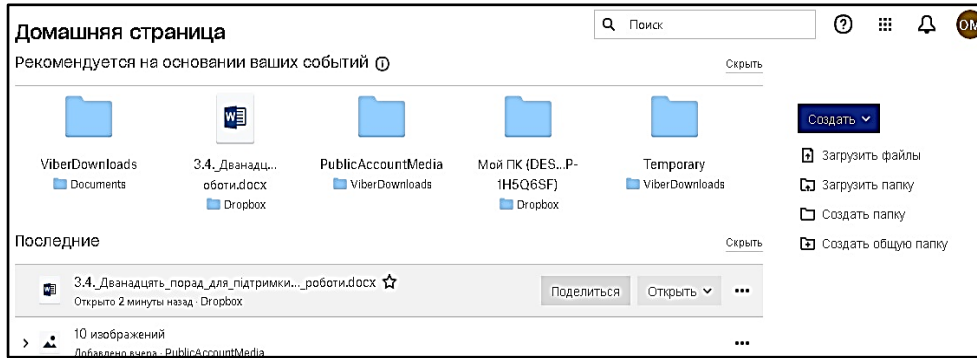 Домашняя страница
Поиск
OM
Рекомендуется на основании ваших событий
Скрыть
ViberDownloads
Documents
3.4._Дванадц...
оботи.docx
Dropbox
PublicAccountMedia
ViberDownloads
Мой ПК (DES...P-
1H5Q6SF)
Dropbox
Temporary
ViberDownloads
Создать
Загрузить файлы
Загрузить папку
Создать папку
Создать общую папку
Последние
Скрыть
3.4._Дванадцять_порад_для_підтримки..._роботи.docx
Открыто 2 минуты назад · Dropbox
Поделиться
Открыть
10 изображений
Добавлено вчера · PublicAccountMedia